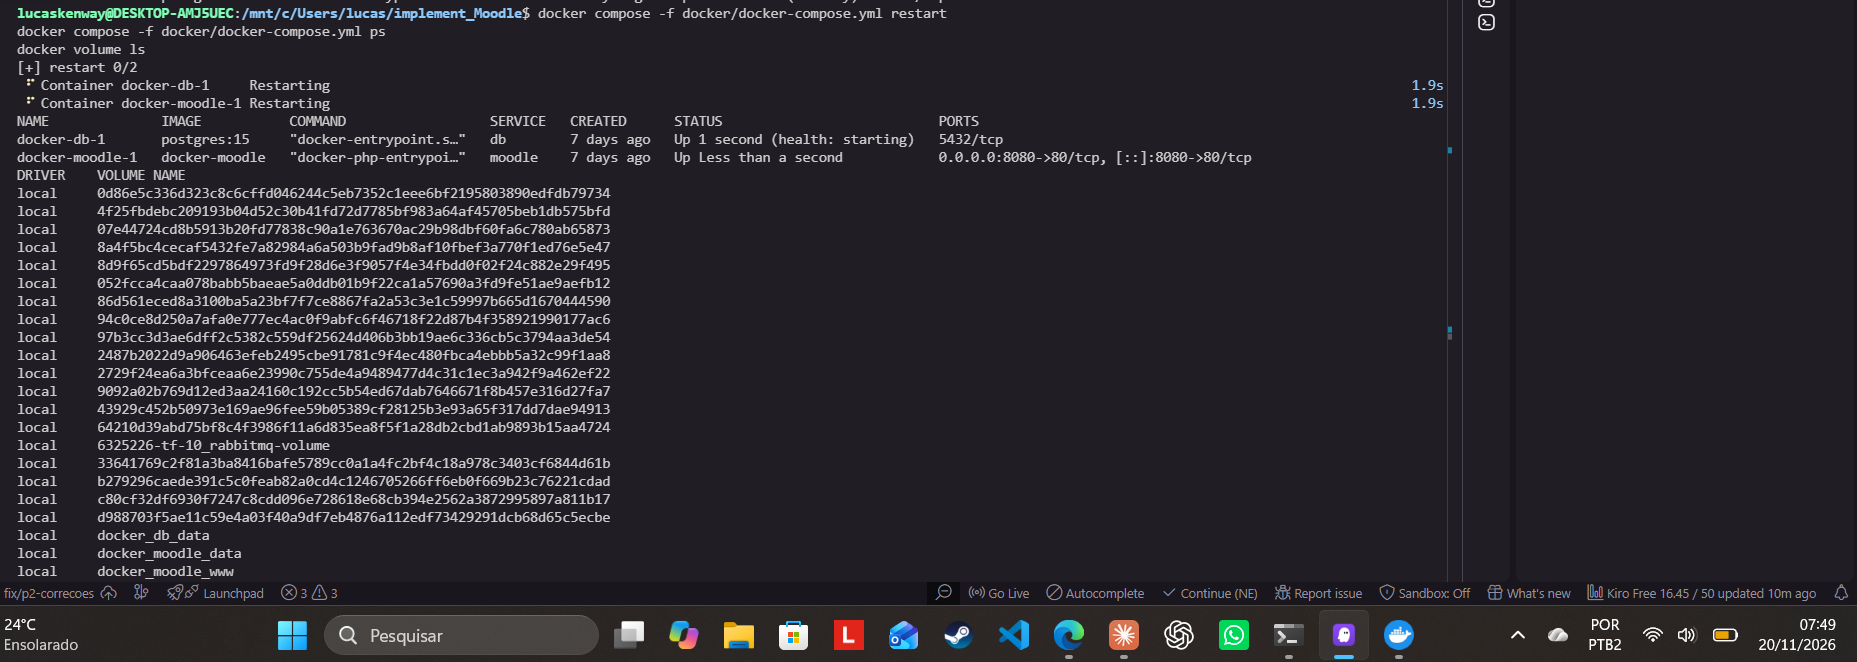 lucaskenway@DESKTOP-AMJ5UEC:/mnt/c/Users/lucas/implement_Moodle$ docker compose -f docker/docker-compose.yml restart
docker compose -f docker/docker-compose.yml ps
docker volume ls
[+] restart 0/2
Container docker-db-1 Restarting 1.9s
Container docker-moodle-1 Restarting 1.9s
NAME IMAGE COMMAND SERVICE CREATED STATUS PORTS
docker-db-1 postgres:15 "docker-entrypoint.s…" db 7 days ago Up 1 second (health: starting) 5432/tcp
docker-moodle-1 docker-moodle "docker-php-entrypoi…" moodle 7 days ago Up Less than a second 0.0.0.0:8080->80/tcp, [::]:8080->80/tcp
DRIVER VOLUME NAME
local 0d86e5c336d323c8c6cffd046244c5eb7352c1eee6bf2195803890edfdb79734
local 4f25fbdebc209193b04d52c30b41fd72d7785bf983a64af45705beb1db575bfd
local 07e44724cd8b5913b20fd77838c90a1e763670ac29b98dbf60fa6c780ab65873
local 8a4f5bc4cecaf5432fe7a82984a6a503b9fad9b8af10fbef3a770f1ed76e5e47
local 8d9f65cd5bdf2297864973fd9f28d6e3f9057f4e34fbdd0f02f24c882e29f495
local 052fcca4caa078babb5baeae5a0ddb01b9f22ca1a57690a3fd9fe51ae9aefb12
local 86d561eced8a3100ba5a23bf7f7ce8867fa2a53c3e1c59997b665d1670444590
local 94c0ce8d250a7afa0e777ec4ac0f9abfc6f46718f22d87b4f358921990177ac6
local 97b3cc3d3ae6dff2c5382c559df25624d406b3bb19ae6c336cb5c3794aa3de54
local 2487b2022d9a906463efeb2495cbe91781c9f4ec480fbca4ebbb5a32c99f1aa8
local 2729f24ea6a3bfceaa6e23990c755de4a9489477d4c31c1ec3a942f9a462ef22
local 9092a02b769d12ed3aa24160c192cc5b54ed67dab7646671f8b457e316d27fa7
local 43929c452b50973e169ae96fee59b05389cf28125b3e93a65f317dd7dae94913
local 64210d39abd75bf8c4f3986f11a6d835ea8f5f1a28db2cbd1ab9893b15aa4724
local 6325226-tf-10_rabbitmq-volume
local 33641769c2f81a3ba8416bafe5789cc0a1a4fc2bf4c18a978c3403cf6844d61b
local b279296caede391c5c0feab82a0cd4c1246705266ff6eb0f669b23c76221cdad
local c80cf32df6930f7247c8cdd096e728618e68cb394e2562a3872995897a811b17
local d988703f5ae11c59e4a03f40a9df7eb4876a112edf73429291dcb68d65c5ecbe
local docker_db_data
local docker_moodle_data
local docker_moodle_www
fix/p2-correcoes Launchpad 3 3 Go Live Autocomplete Continue (NE) Report issue Sandbox: Off What's new Kiro Free 16.45 / 50 updated 10m ago
24°C
Ensolarado
Pesquisar
L
POR
PTB2
07:49
20/11/2026